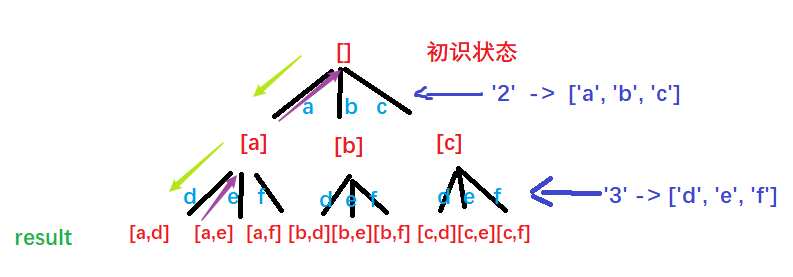 [] 初识状态
a b c '2' -> ['a', 'b', 'c']
[a] [b] [c]
d e f d e f d e f '3' -> ['d', 'e', 'f']
result [a,d] [a,e] [a,f] [b,d][b,e][b,f] [c,d][c,e][c,f]